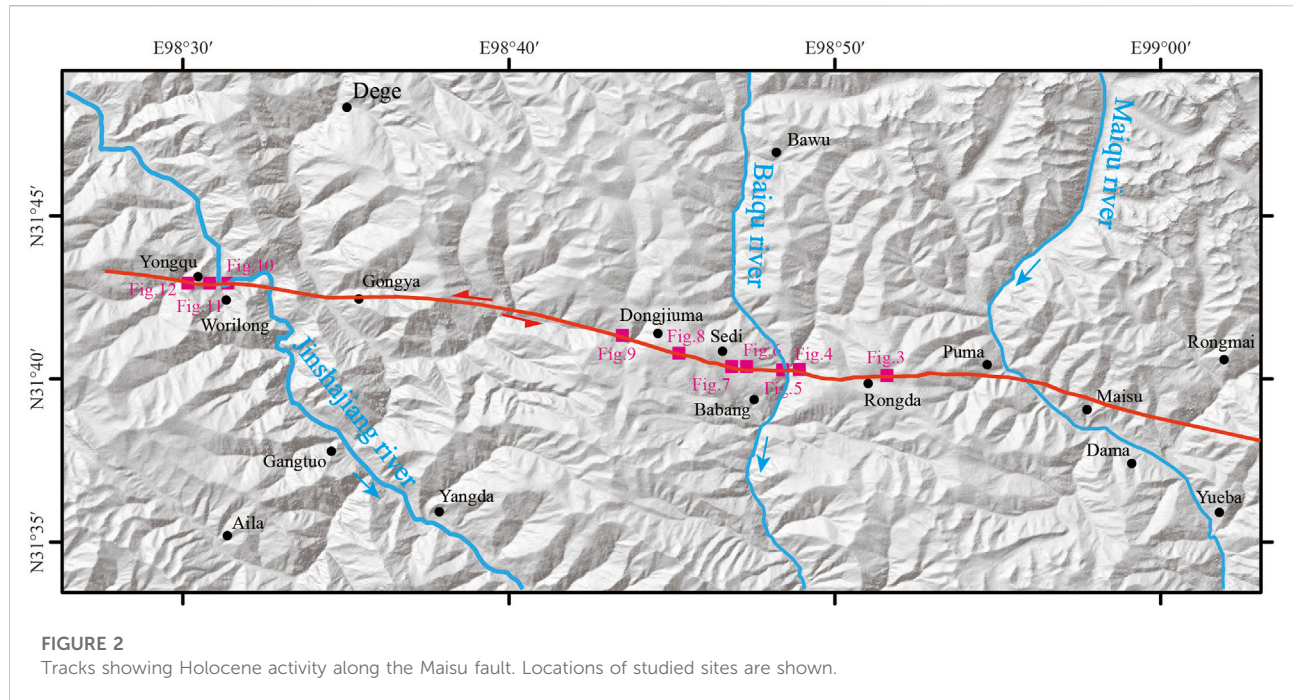 E98°30′
E98°40′
E98°50′
E99°00′
Dege
Maiqu river
Bawu
Baiqu river
N31°45′
Yongqu
Fig.10
Fig.12
Fig.11
Worilong
Gongya
Dongjiuma
Fig.8
Sedi
Fig.9
Fig.6
Fig.4
Fig.7
Fig.5
Fig.3
Puma
Rongmai
N31°40′
Babang
Rongda
Maisu
Jinshajiang river
Gangtuo
Dama
Yangda
Yueba
Aila
N31°35′
FIGURE 2
Tracks showing Holocene activity along the Maisu fault. Locations of studied sites are shown.